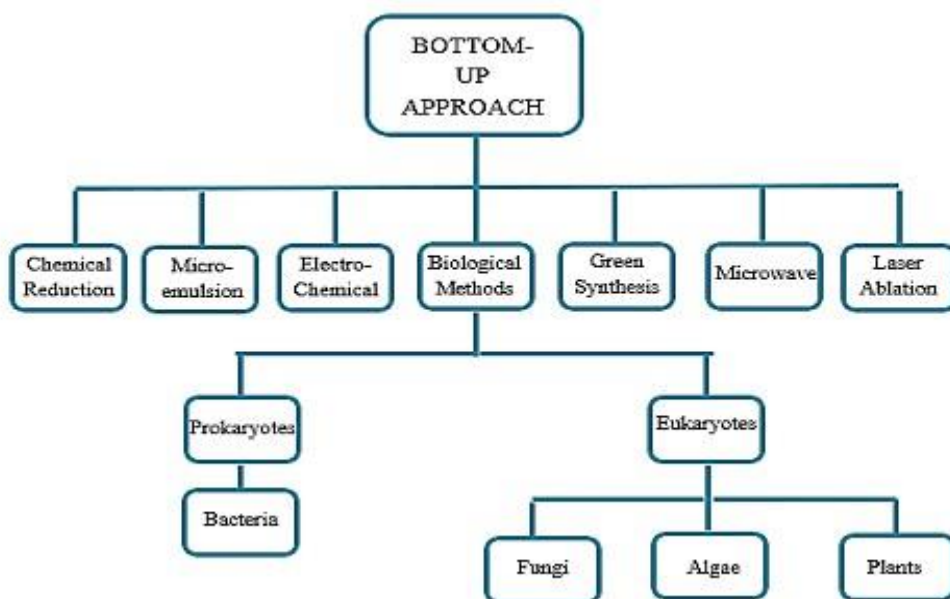 BOTTOM-
UP
APPROACH
Chemical
Reduction
Micro-
emulsion
Electro-
Chemical
Biological
Methods
Green
Synthesis
Microwave
Laser
Ablation
Prokaryotes
Eukaryotes
Bacteria
Fungi
Algae
Plants